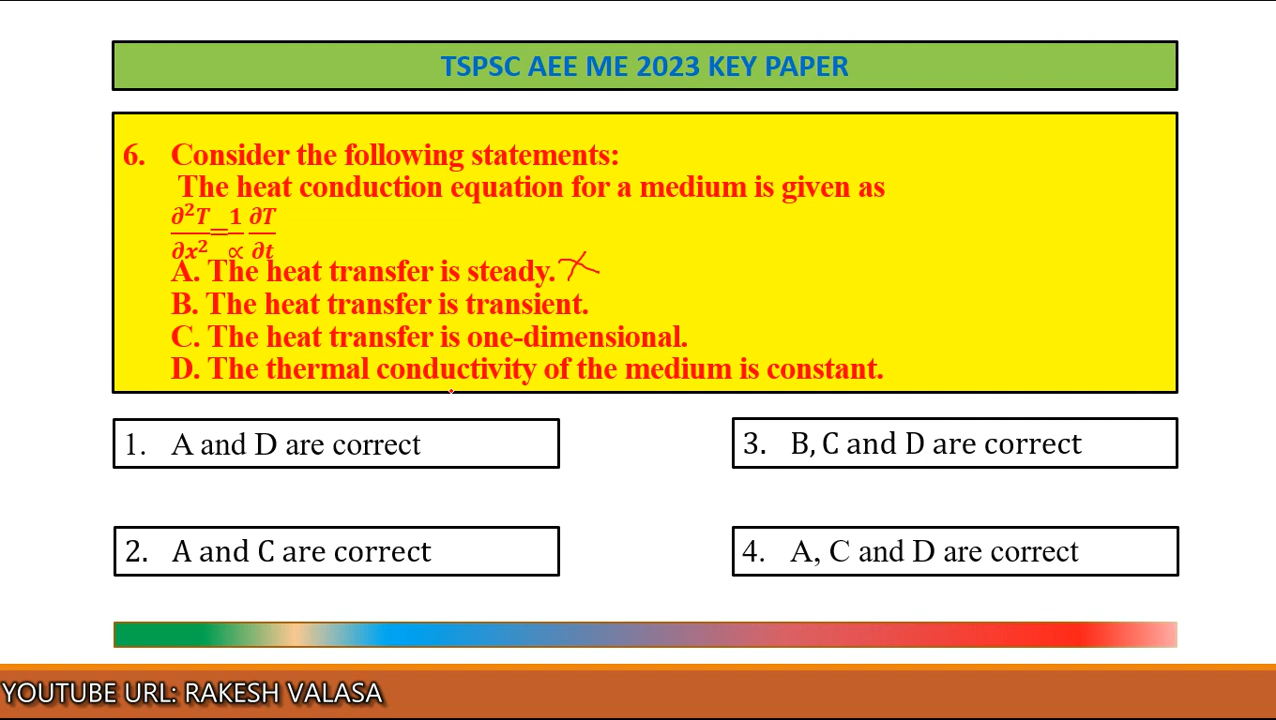 TSPSC AEE ME 2023 KEY PAPER
6. Consider the following statements:
The heat conduction equation for a medium is given as
∂²T/∂x² = 1/∝ ∂T/∂t
A. The heat transfer is steady.
B. The heat transfer is transient.
C. The heat transfer is one-dimensional.
D. The thermal conductivity of the medium is constant.
1. A and D are correct
3. B, C and D are correct
2. A and C are correct
4. A, C and D are correct
YOUTUBE URL: RAKESH VALASA